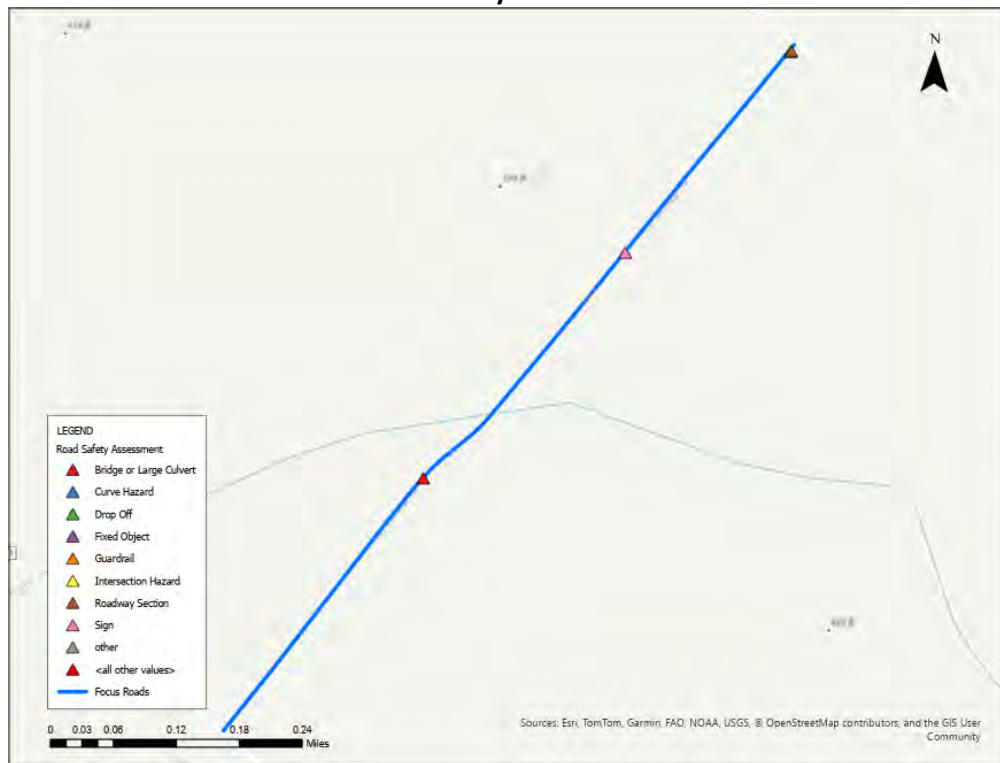 N
LEGEND
Road Safety Assessment
Bridge or Large Culvert
Curve Hazard
Drop Off
Fixed Object
Guardrail
Intersection Hazard
Roadway Section
Sign
other
<all other values>
Focus Roads
0 0.03 0.06 0.12 0.18 0.24
Miles
Sources: Esri, TomTom, Garmin, FAO, NOAA, USGS, © OpenStreetMap contributors, and the GIS User
Community